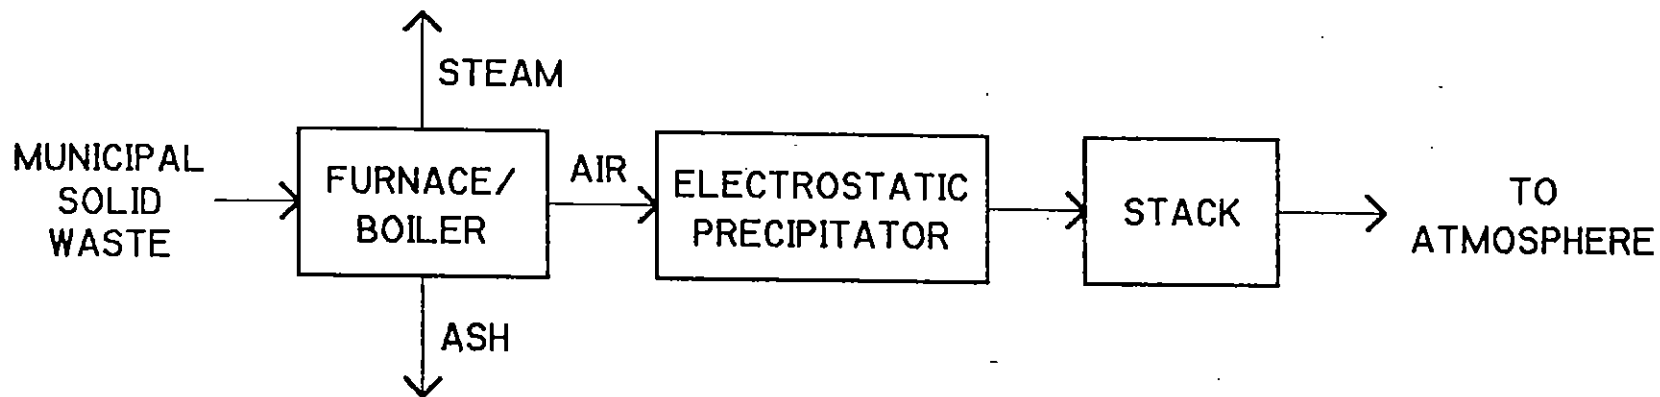 STEAM
MUNICIPAL
SOLID
WASTE
FURNACE/
BOILER
AIR
ELECTROSTATIC
PRECIPITATOR
STACK
TO
ATMOSPHERE
ASH